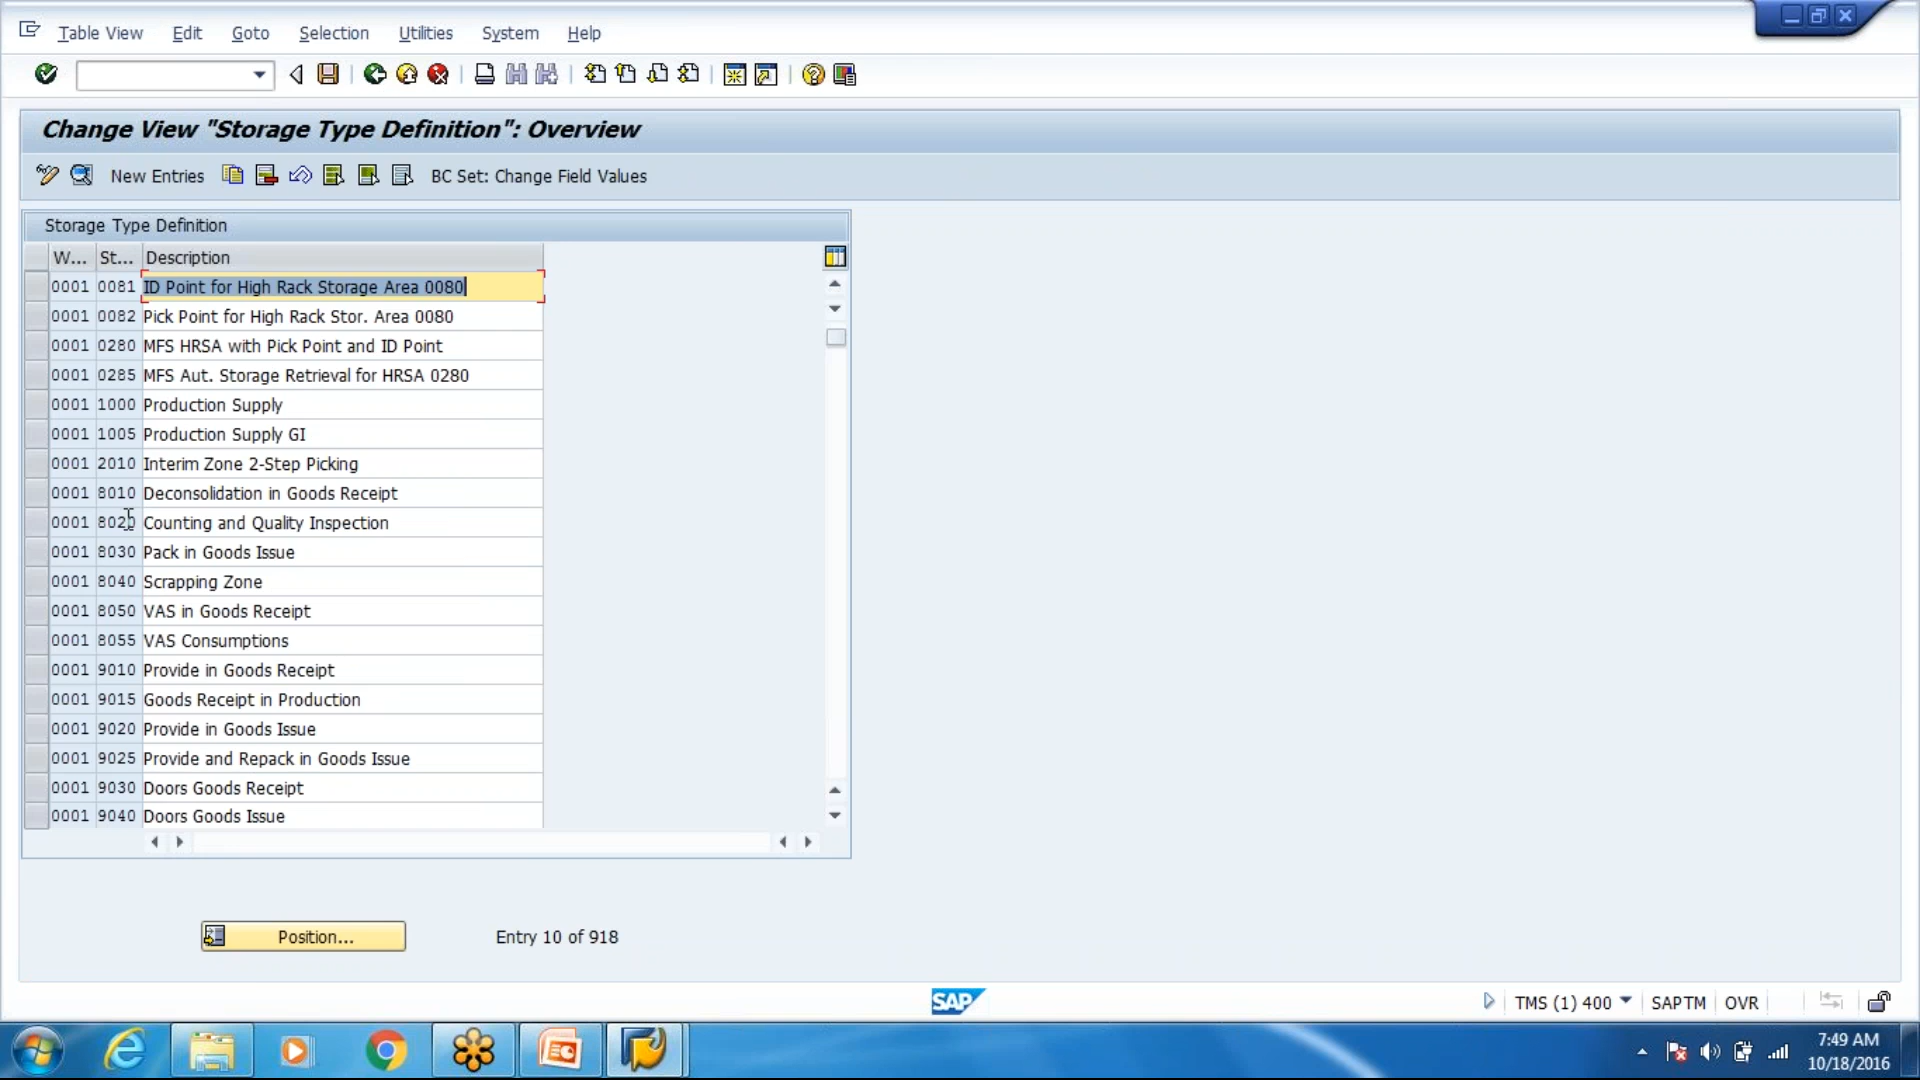 Table View Edit Goto Selection Utilities System Help
Change View "Storage Type Definition": Overview
New Entries BC Set: Change Field Values
Storage Type Definition
W... St... Description
0001 0081 ID Point for High Rack Storage Area 0080
0001 0082 Pick Point for High Rack Stor. Area 0080
0001 0280 MFS HRSA with Pick Point and ID Point
0001 0285 MFS Aut. Storage Retrieval for HRSA 0280
0001 1000 Production Supply
0001 1005 Production Supply GI
0001 2010 Interim Zone 2-Step Picking
0001 8010 Deconsolidation in Goods Receipt
0001 8020 Counting and Quality Inspection
0001 8030 Pack in Goods Issue
0001 8040 Scrapping Zone
0001 8050 VAS in Goods Receipt
0001 8055 VAS Consumptions
0001 9010 Provide in Goods Receipt
0001 9015 Goods Receipt in Production
0001 9020 Provide in Goods Issue
0001 9025 Provide and Repack in Goods Issue
0001 9030 Doors Goods Receipt
0001 9040 Doors Goods Issue
Position... Entry 10 of 918
SAP TMS (1) 400 SAPTM OVR
7:49 AM
10/18/2016